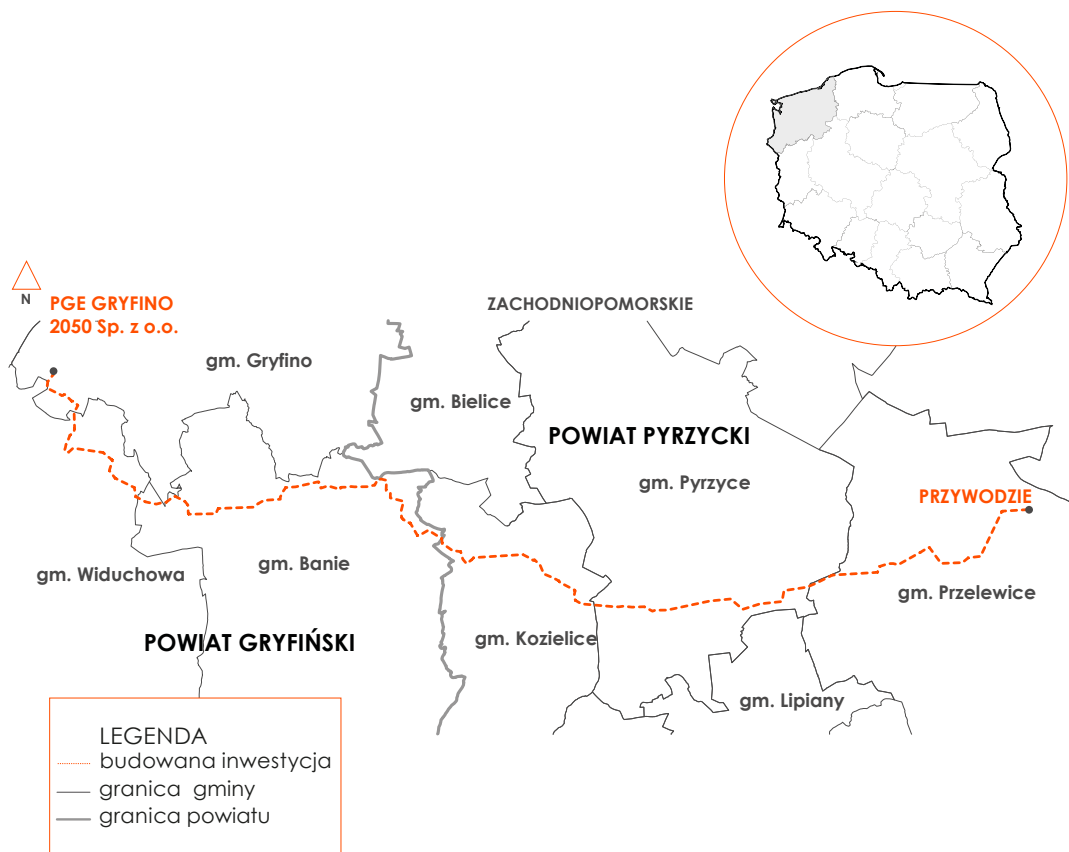 N
PGE GRYFINO
2050 Sp. z o.o.
ZACHODNIOPOMORSKIE
gm. Gryfino
gm. Bielice
POWIAT PYRZYCKI
gm. Pyrzyce
PRZYWODZIE
gm. Widuchowa
gm. Banie
gm. Przelewice
POWIAT GRYFIŃSKI
gm. Kozielice
gm. Lipiany
LEGENDA
budowana inwestycja
granica gminy
granica powiatu